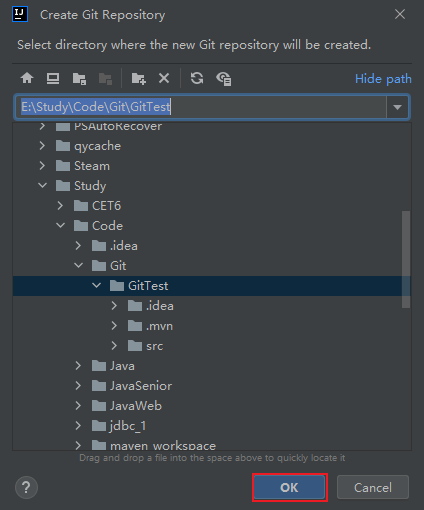 IJ Create Git Repository
Select directory where the new Git repository will be created.
Hide path
E:\Study\Code\Git\GitTest
PSAutoRecover
qycache
Steam
Study
CET6
Code
.idea
Git
GitTest
.idea
.mvn
src
Java
JavaSenior
JavaWeb
jdbc_1
maven_workspace
Drag and drop a file into the space above to quickly locate it
? OK Cancel